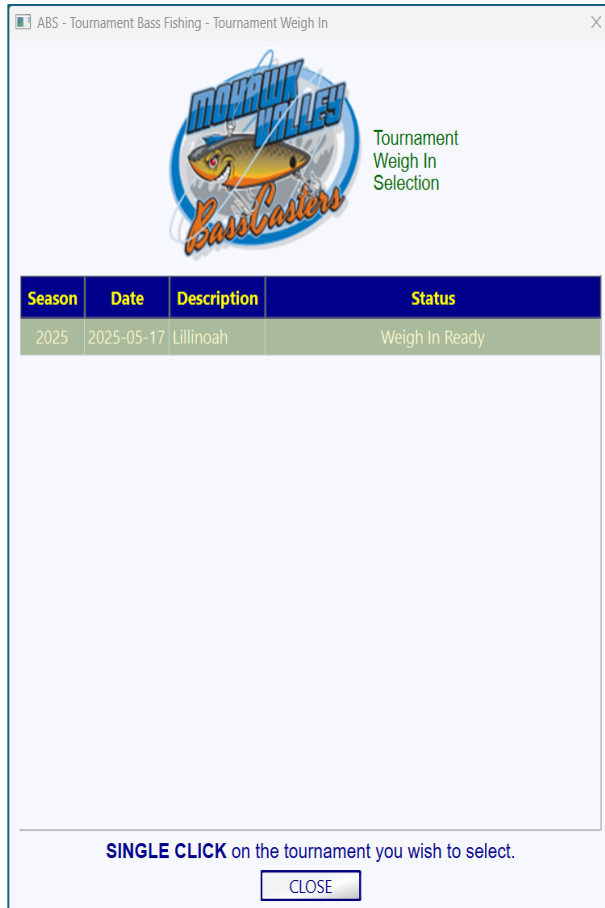 ABS - Tournament Bass Fishing - Tournament Weigh In
MOHAWK
VALLEY
BassCasters
Tournament
Weigh In
Selection
Season Date Description Status
2025 2025-05-17 Lillinoah Weigh In Ready
SINGLE CLICK on the tournament you wish to select.
CLOSE